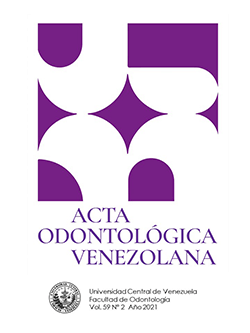 ACTA
ODONTOLÓGICA
VENEZOLANA
Universidad Central de Venezuela
Facultad de Odontología
Vol. 59 Nº 2 Año 2021